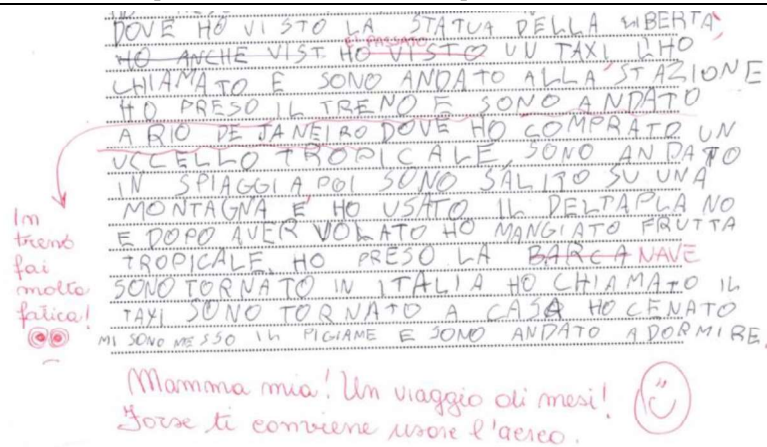 DOVE HO VISTO LA STATUA DELLA LIBERTA'
È PASSATO
HO ANCHE VIST HO VISTO UN TAXI LHO
CHIAMATO E SONO ANDATO ALLA STAZIONE
HO PRESO IL TRENO E SONO ANDATO
A RIO DE JANEIRO DOVE HO COMPRATO UN
UCCELLO TROPICALE, SONO ANDATO
IN SPIAGGIA POI SONO SALITO SU UNA
MONTAGNA E HO USATO IL DELTAPLANO
E DOPO AVER VOLATO HO MANGIATO FRUTTA
TROPICALE. HO PRESO LA BARCA NAVE
SONO TORNATO IN ITALIA HO CHIAMATO IL
TAXI SONO TORNATO A CASA HO CENATO
MI SONO MESSO IL PIGIAME E SONO ANDATO A DORMIRE.
In
treno
fai
molta
fatica!
Mamma mia! Un viaggio di mesi!
Forse ti conviene usare l'aereo.